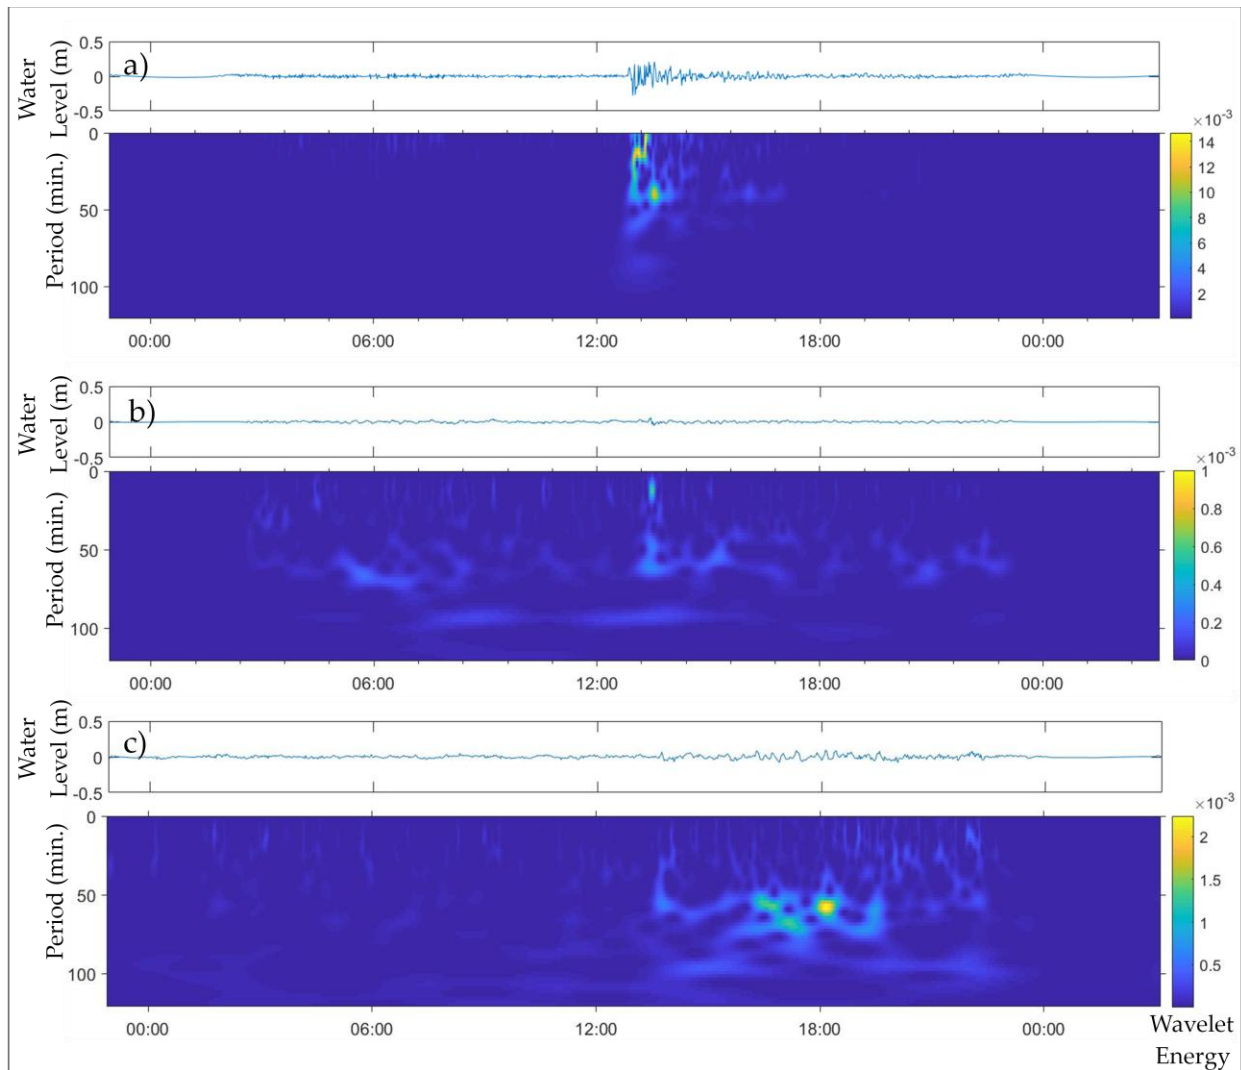 a)
Water
Level (m)
0.5
0
-0.5
Period (min.)
0
50
100
×10⁻³
14
12
10
8
6
4
2
00:00 06:00 12:00 18:00 00:00
b)
Water
Level (m)
0.5
0
-0.5
Period (min.)
0
50
100
×10⁻³
1
0.8
0.6
0.4
0.2
0
00:00 06:00 12:00 18:00 00:00
c)
Water
Level (m)
0.5
0
-0.5
Period (min.)
0
50
100
×10⁻³
2
1.5
1
0.5
00:00 06:00 12:00 18:00 00:00
Wavelet
Energy